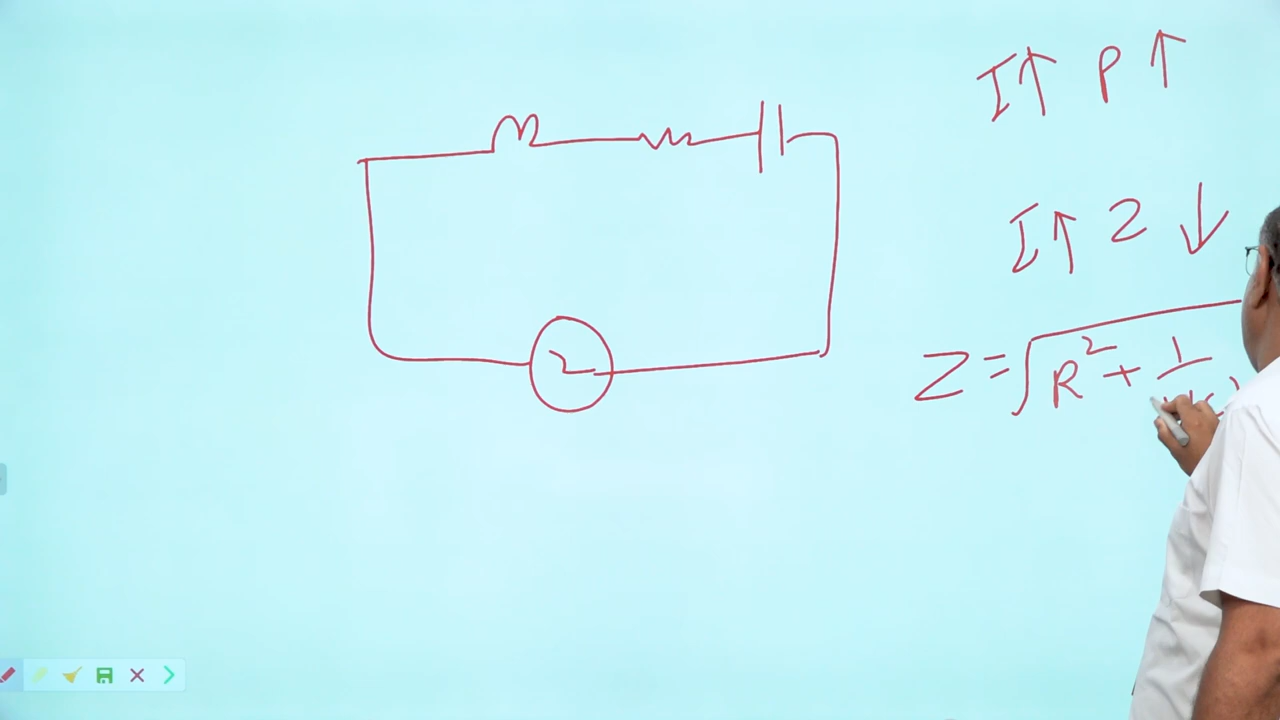 I↑ P↑
I↑ Z↓
Z=√R²+1